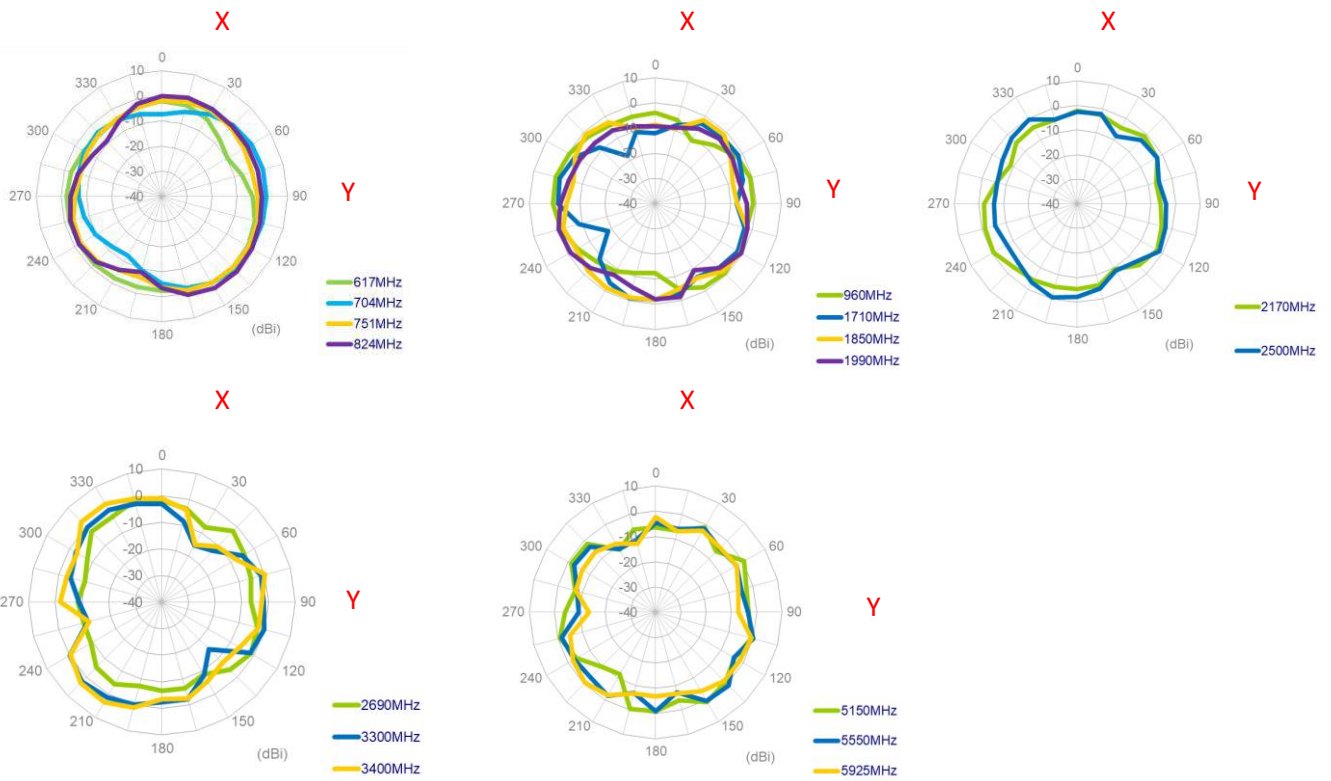 X
0
10
330
30
0
300
-10
60
-20
-30
270
-40
90
Y
240
120
210
150
180
(dBi)
617MHz
704MHz
751MHz
824MHz
X
0
10
330
30
0
300
-10
60
-20
-30
270
-40
90
Y
240
120
210
150
180
(dBi)
960MHz
1710MHz
1850MHz
1990MHz
X
0
10
330
30
0
300
-10
60
-20
-30
270
-40
90
Y
240
120
210
150
180
(dBi)
2170MHz
2500MHz
X
0
10
330
30
0
300
-10
60
-20
-30
270
-40
90
Y
240
120
210
150
180
(dBi)
2690MHz
3300MHz
3400MHz
X
0
10
330
30
0
300
-10
60
-20
-30
270
-40
90
Y
240
120
210
150
180
(dBi)
5150MHz
5550MHz
5925MHz